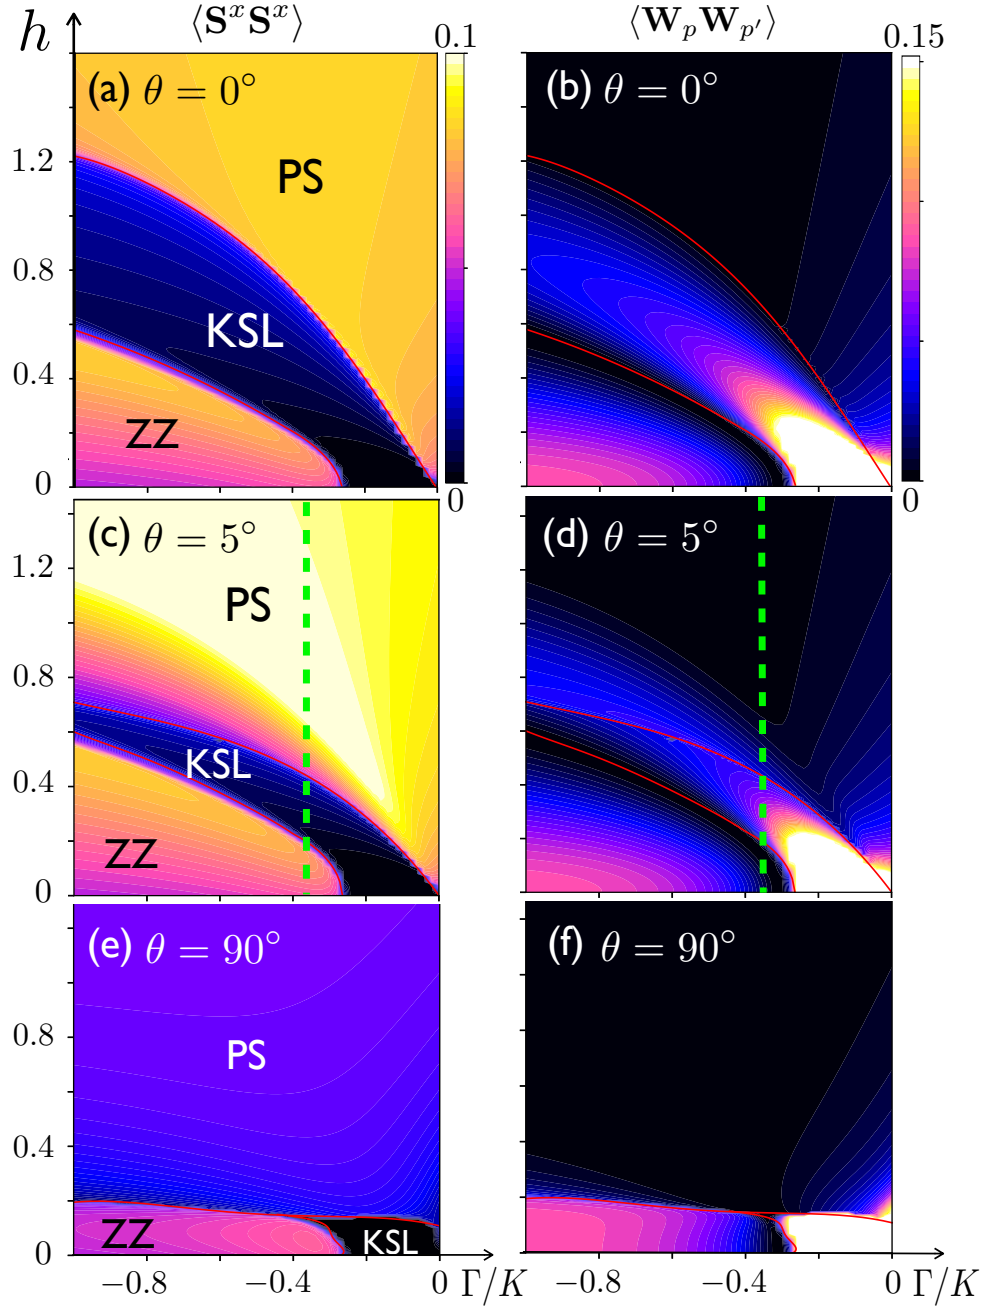 h ⟨S^x S^x⟩ 0.1 ⟨W_p W_{p′}⟩ 0.15
(a) θ = 0° (b) θ = 0°
1.2 PS
0.8
KSL
0.4
ZZ
0 0 0
(c) θ = 5° (d) θ = 5°
1.2
PS
0.8
KSL
0.4
ZZ
0
(e) θ = 90° (f) θ = 90°
0.8
PS
0.4
ZZ KSL
0
−0.8 −0.4 0 Γ/K −0.8 −0.4 0 Γ/K